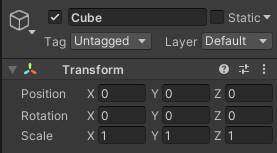 Cube Static
Tag Untagged Layer Default
Transform
Position X 0 Y 0 Z 0
Rotation X 0 Y 0 Z 0
Scale X 1 Y 1 Z 1